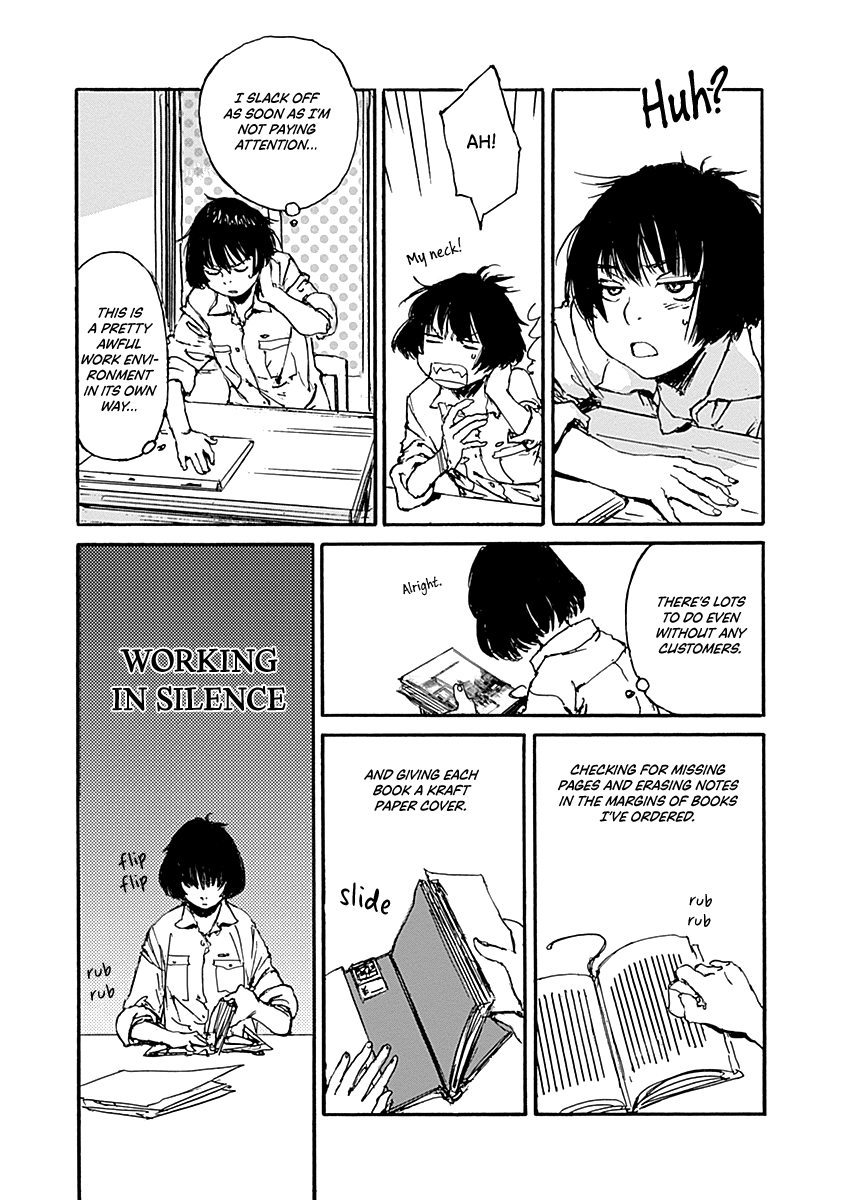 Huh?
AH!
My neck!
I SLACK OFF
AS SOON AS I'M
NOT PAYING
ATTENTION...
THIS IS
A PRETTY
AWFUL
WORK ENVI-
RONMENT
IN ITS OWN
WAY...
THERE'S LOTS
TO DO EVEN
WITHOUT ANY
CUSTOMERS.
Alright.
CHECKING FOR MISSING
PAGES AND ERASING NOTES
IN THE MARGINS OF BOOKS
I'VE ORDERED.
rub
rub
AND GIVING EACH
BOOK A KRAFT
PAPER COVER.
slide
WORKING
IN SILENCE
flip
flip
rub
rub